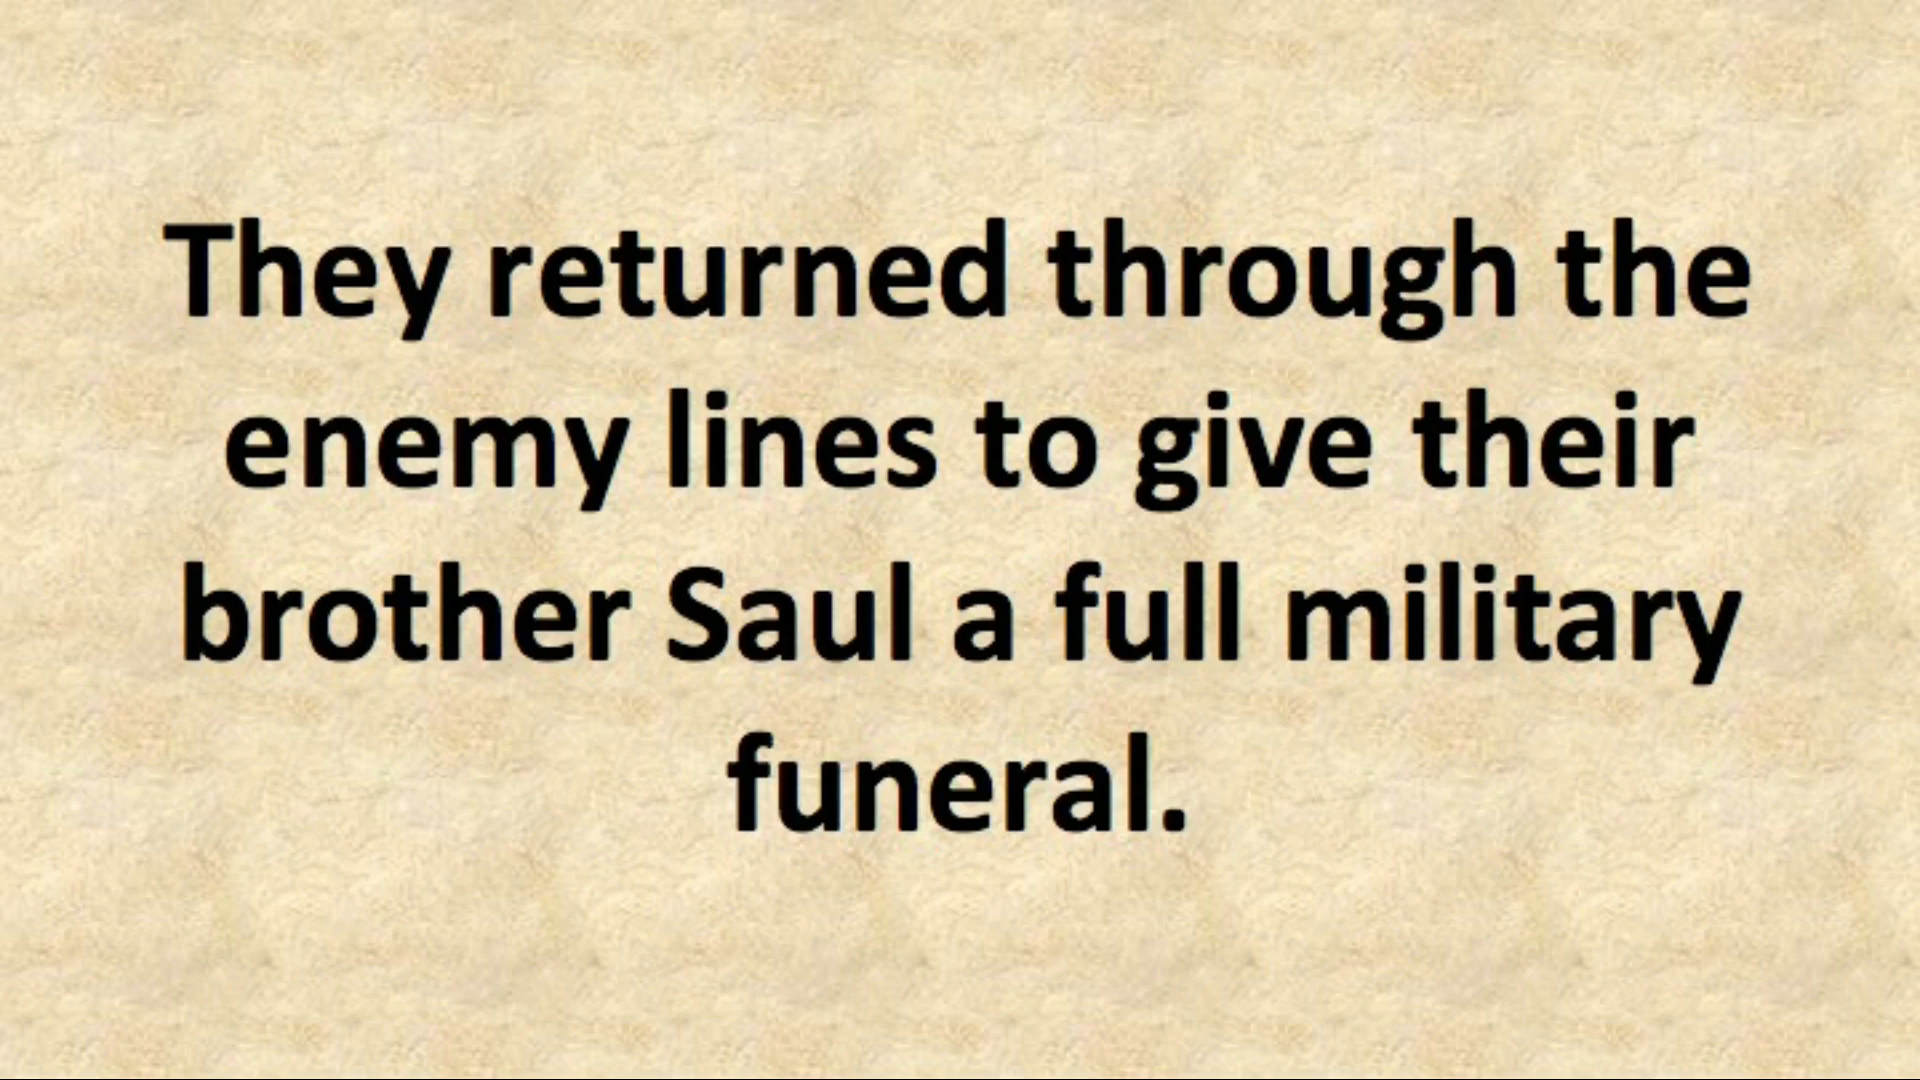 They returned through the
enemy lines to give their
brother Saul a full military
funeral.